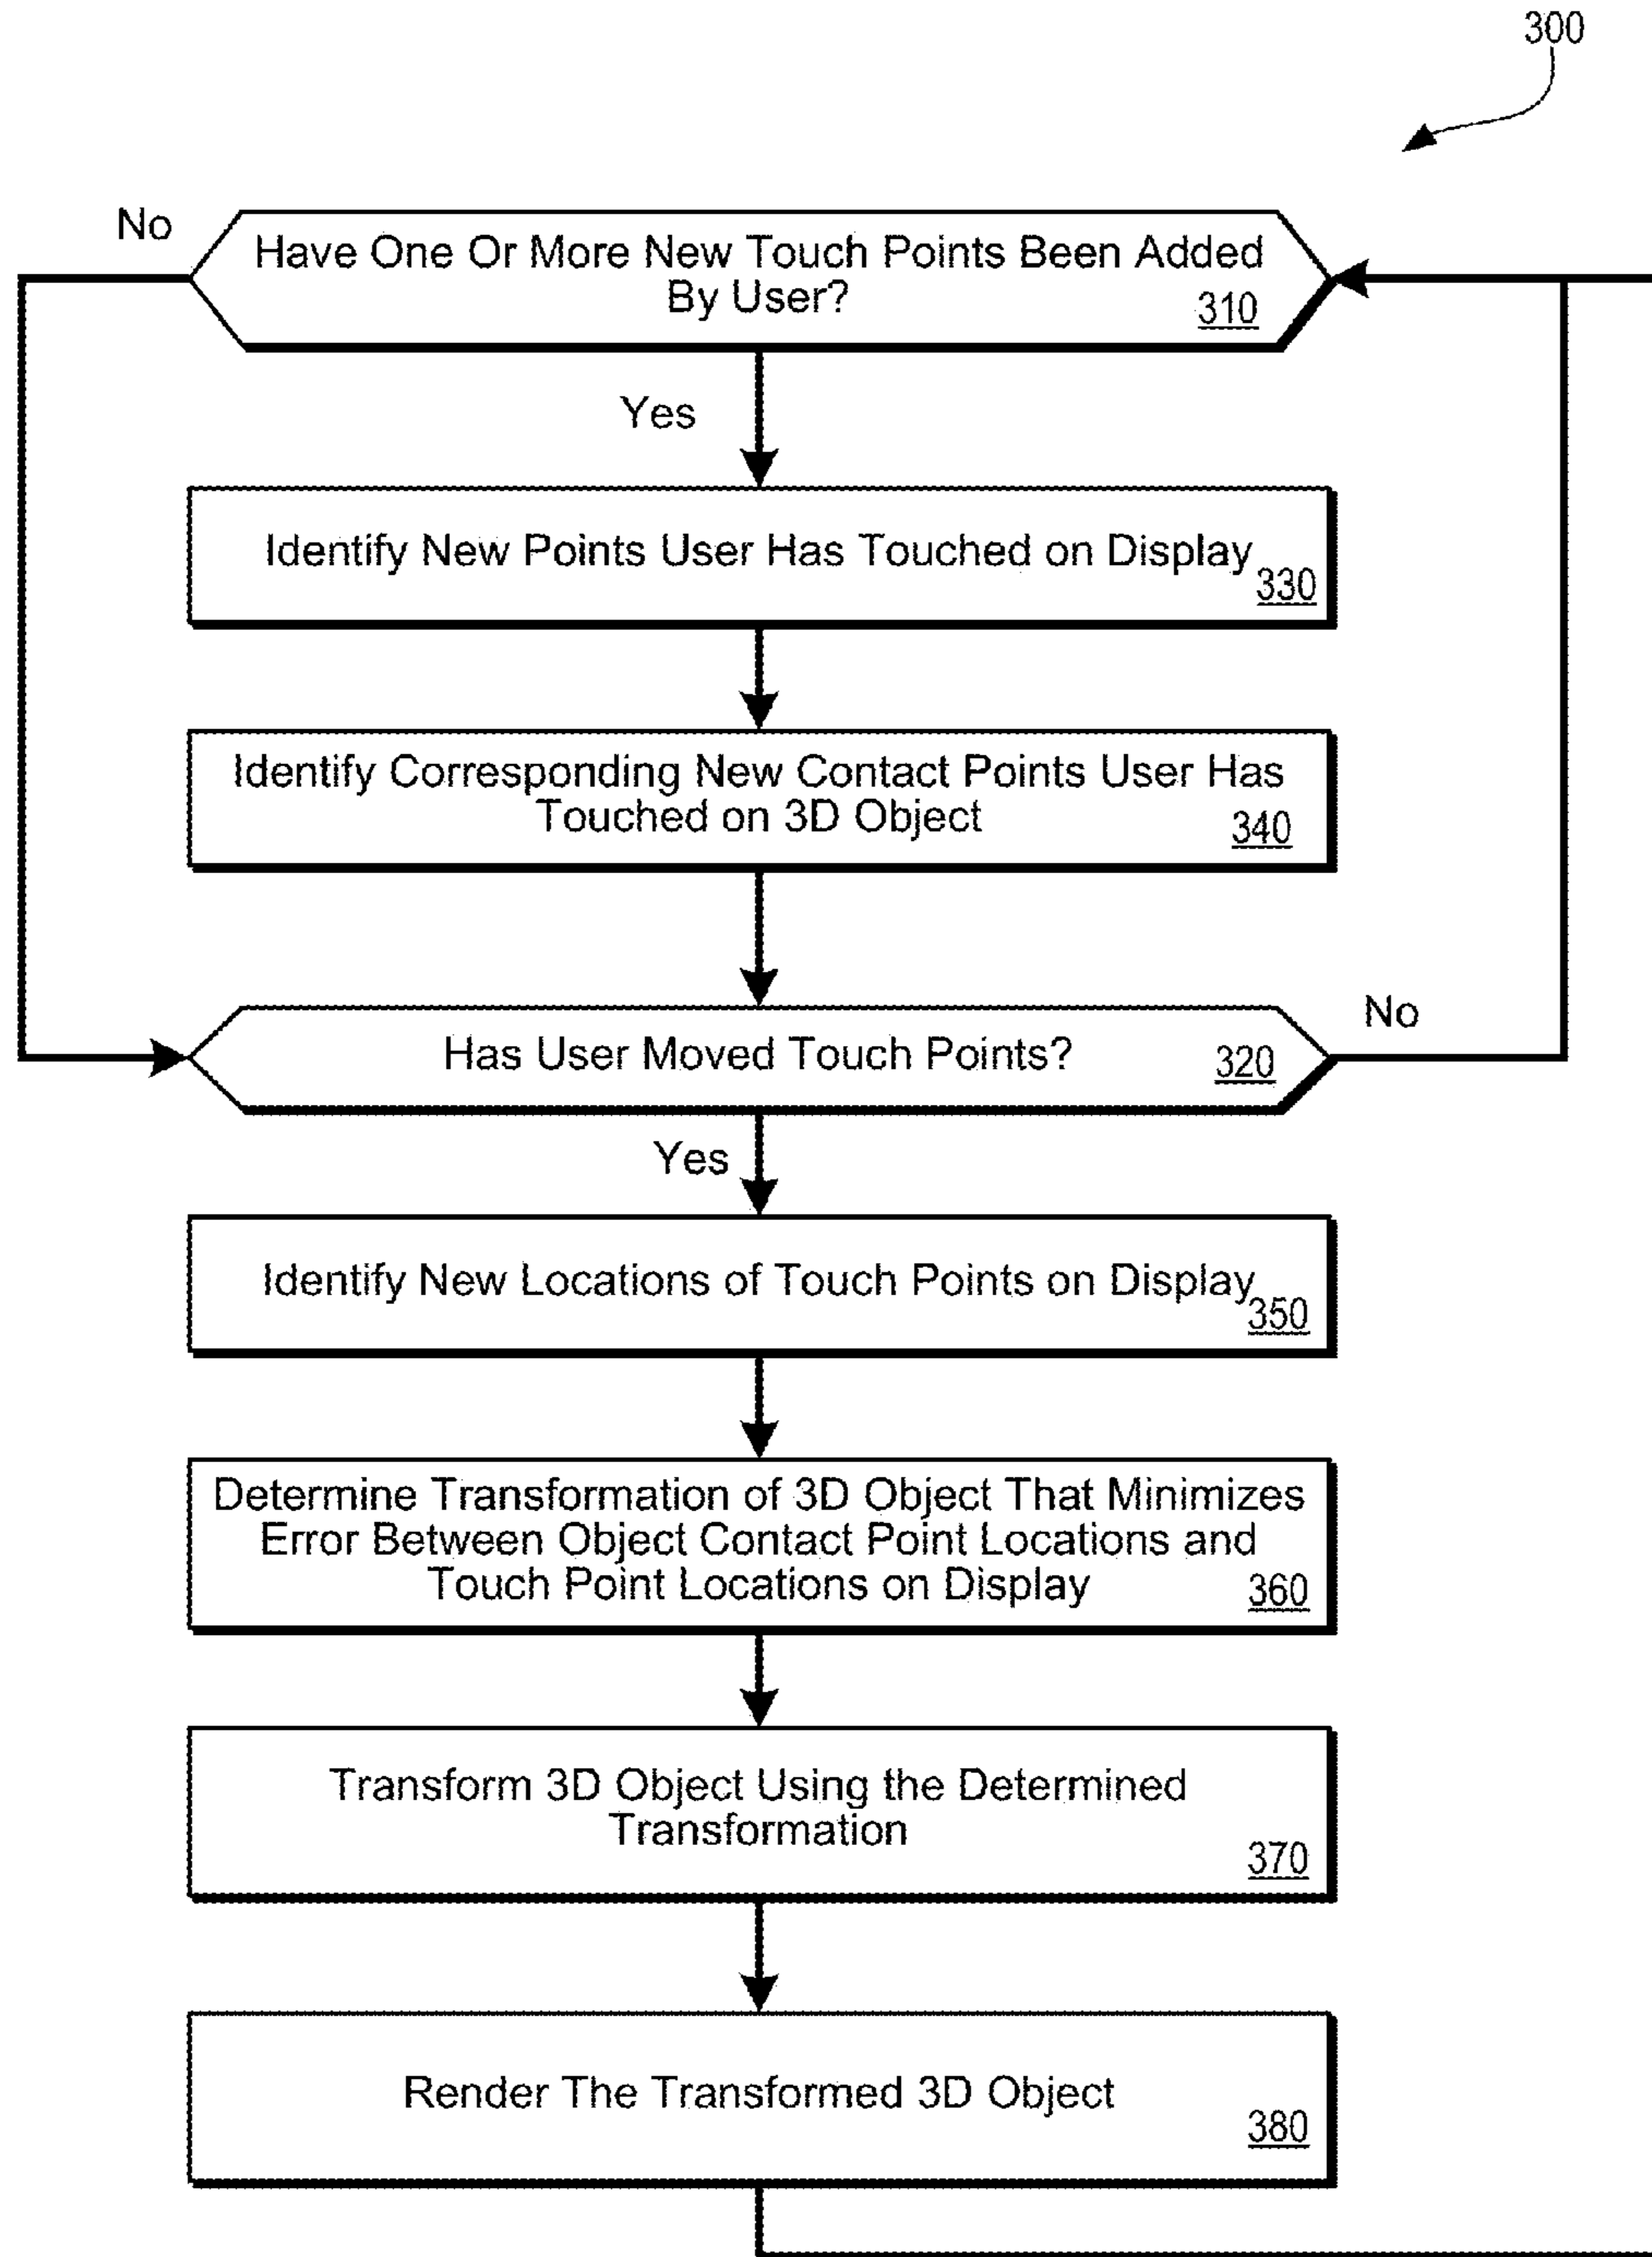 300
No
Have One Or More New Touch Points Been Added
By User?
310
Yes
Identify New Points User Has Touched on Display
330
Identify Corresponding New Contact Points User Has
Touched on 3D Object
340
Has User Moved Touch Points?
320
No
Yes
Identify New Locations of Touch Points on Display
350
Determine Transformation of 3D Object That Minimizes
Error Between Object Contact Point Locations and
Touch Point Locations on Display
360
Transform 3D Object Using the Determined
Transformation
370
Render The Transformed 3D Object
380